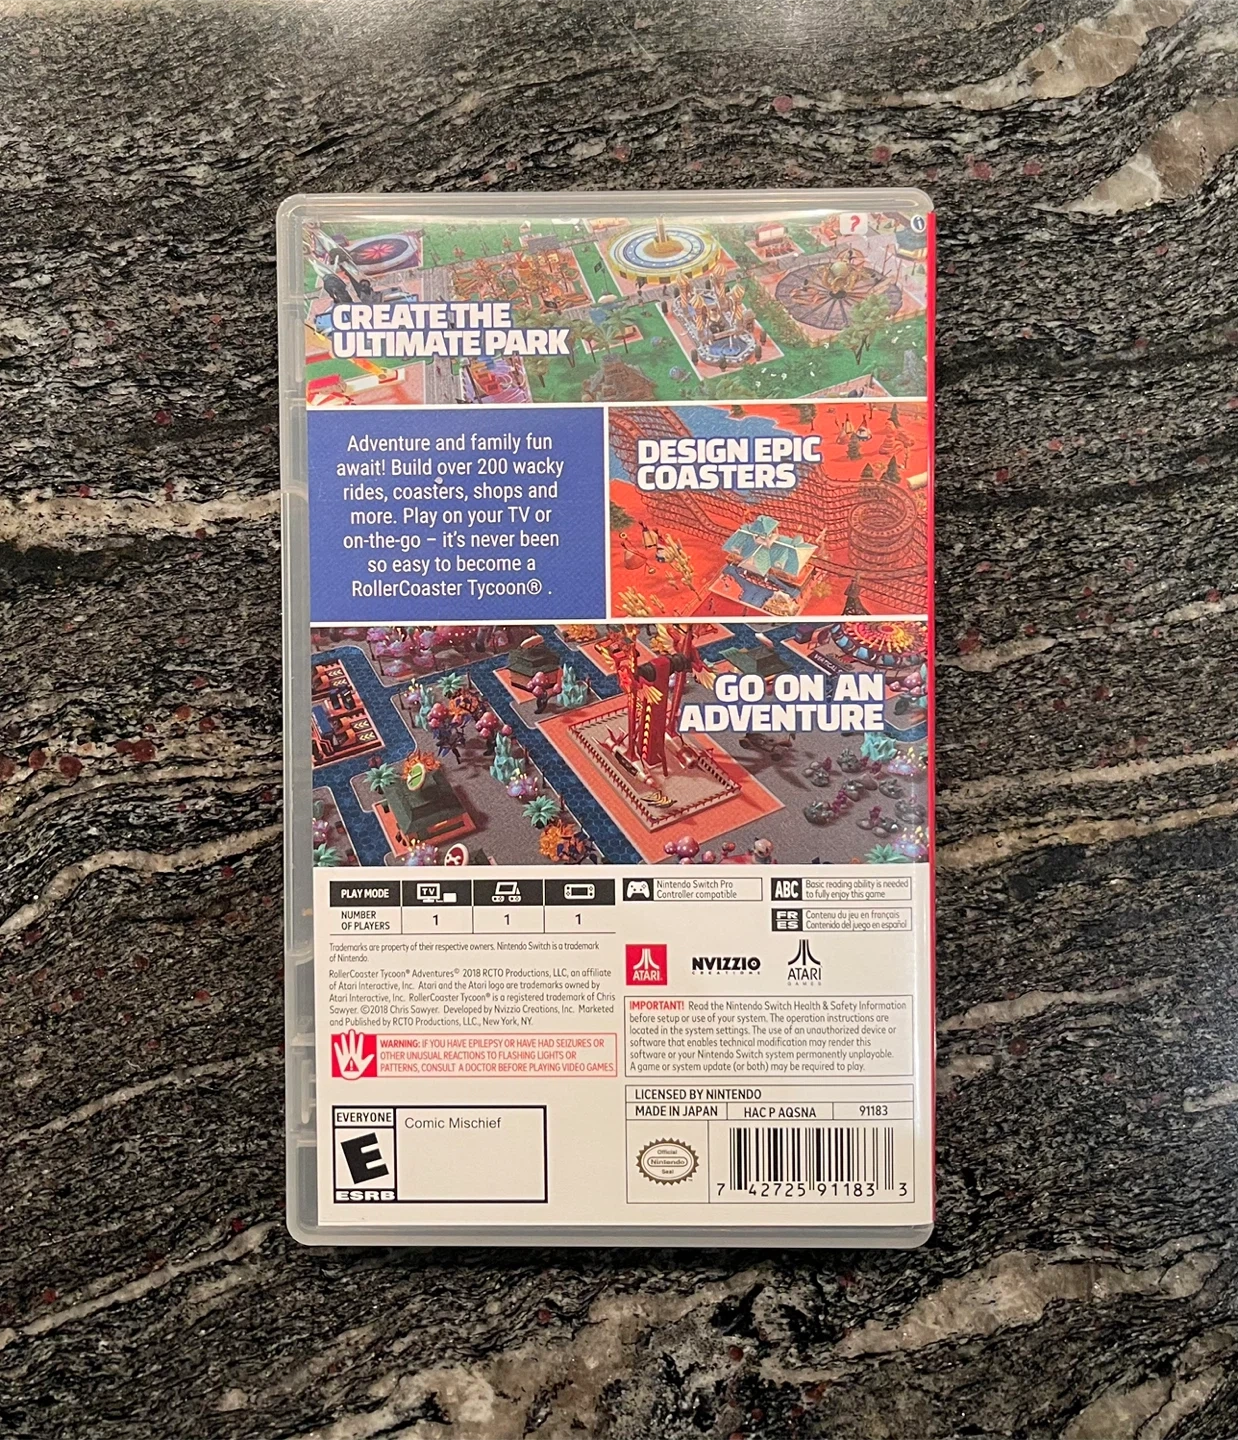 ?
i
CREATE THE
ULTIMATE PARK
Adventure and family fun
await! Build over 200 wacky
rides, coasters, shops and
more. Play on your TV or
on-the-go – it's never been
so easy to become a
RollerCoaster Tycoon® .
DESIGN EPIC
COASTERS
GO ON AN
ADVENTURE
PLAY MODE
TV
NUMBER
OF PLAYERS
1
1
1
Nintendo Switch Pro
Controller compatible
ABC
Basic reading ability is needed
to fully enjoy this game
FR
ES
Contenu du jeu en français
Contenido del juego en español
Trademarks are property of their respective owners. Nintendo Switch is a trademark
of Nintendo.
RollerCoaster Tycoon® Adventures© 2018 RCTO Productions, LLC, an affiliate
of Atari Interactive, Inc. Atari and the Atari logo are trademarks owned by
Atari Interactive, Inc. RollerCoaster Tycoon® is a registered trademark of Chris
Sawyer. ©2018 Chris Sawyer. Developed by Nvizzio Creations, Inc. Marketed
and Published by RCTO Productions, LLC., New York, NY.
ATARI
NVIZZIO
CREATIONS
ATARI
GAMES
WARNING: IF YOU HAVE EPILEPSY OR HAVE HAD SEIZURES OR
OTHER UNUSUAL REACTIONS TO FLASHING LIGHTS OR
PATTERNS, CONSULT A DOCTOR BEFORE PLAYING VIDEO GAMES.
IMPORTANT! Read the Nintendo Switch Health & Safety Information
before setup or use of your system. The operation instructions are
located in the system settings. The use of an unauthorized device or
software that enables technical modification may render this
software or your Nintendo Switch system permanently unplayable.
A game or system update (or both) may be required to play.
EVERYONE
E
ESRB
Comic Mischief
LICENSED BY NINTENDO
MADE IN JAPAN
HAC P AQSNA
91183
Official
Nintendo
Seal
7 42725 91183 3